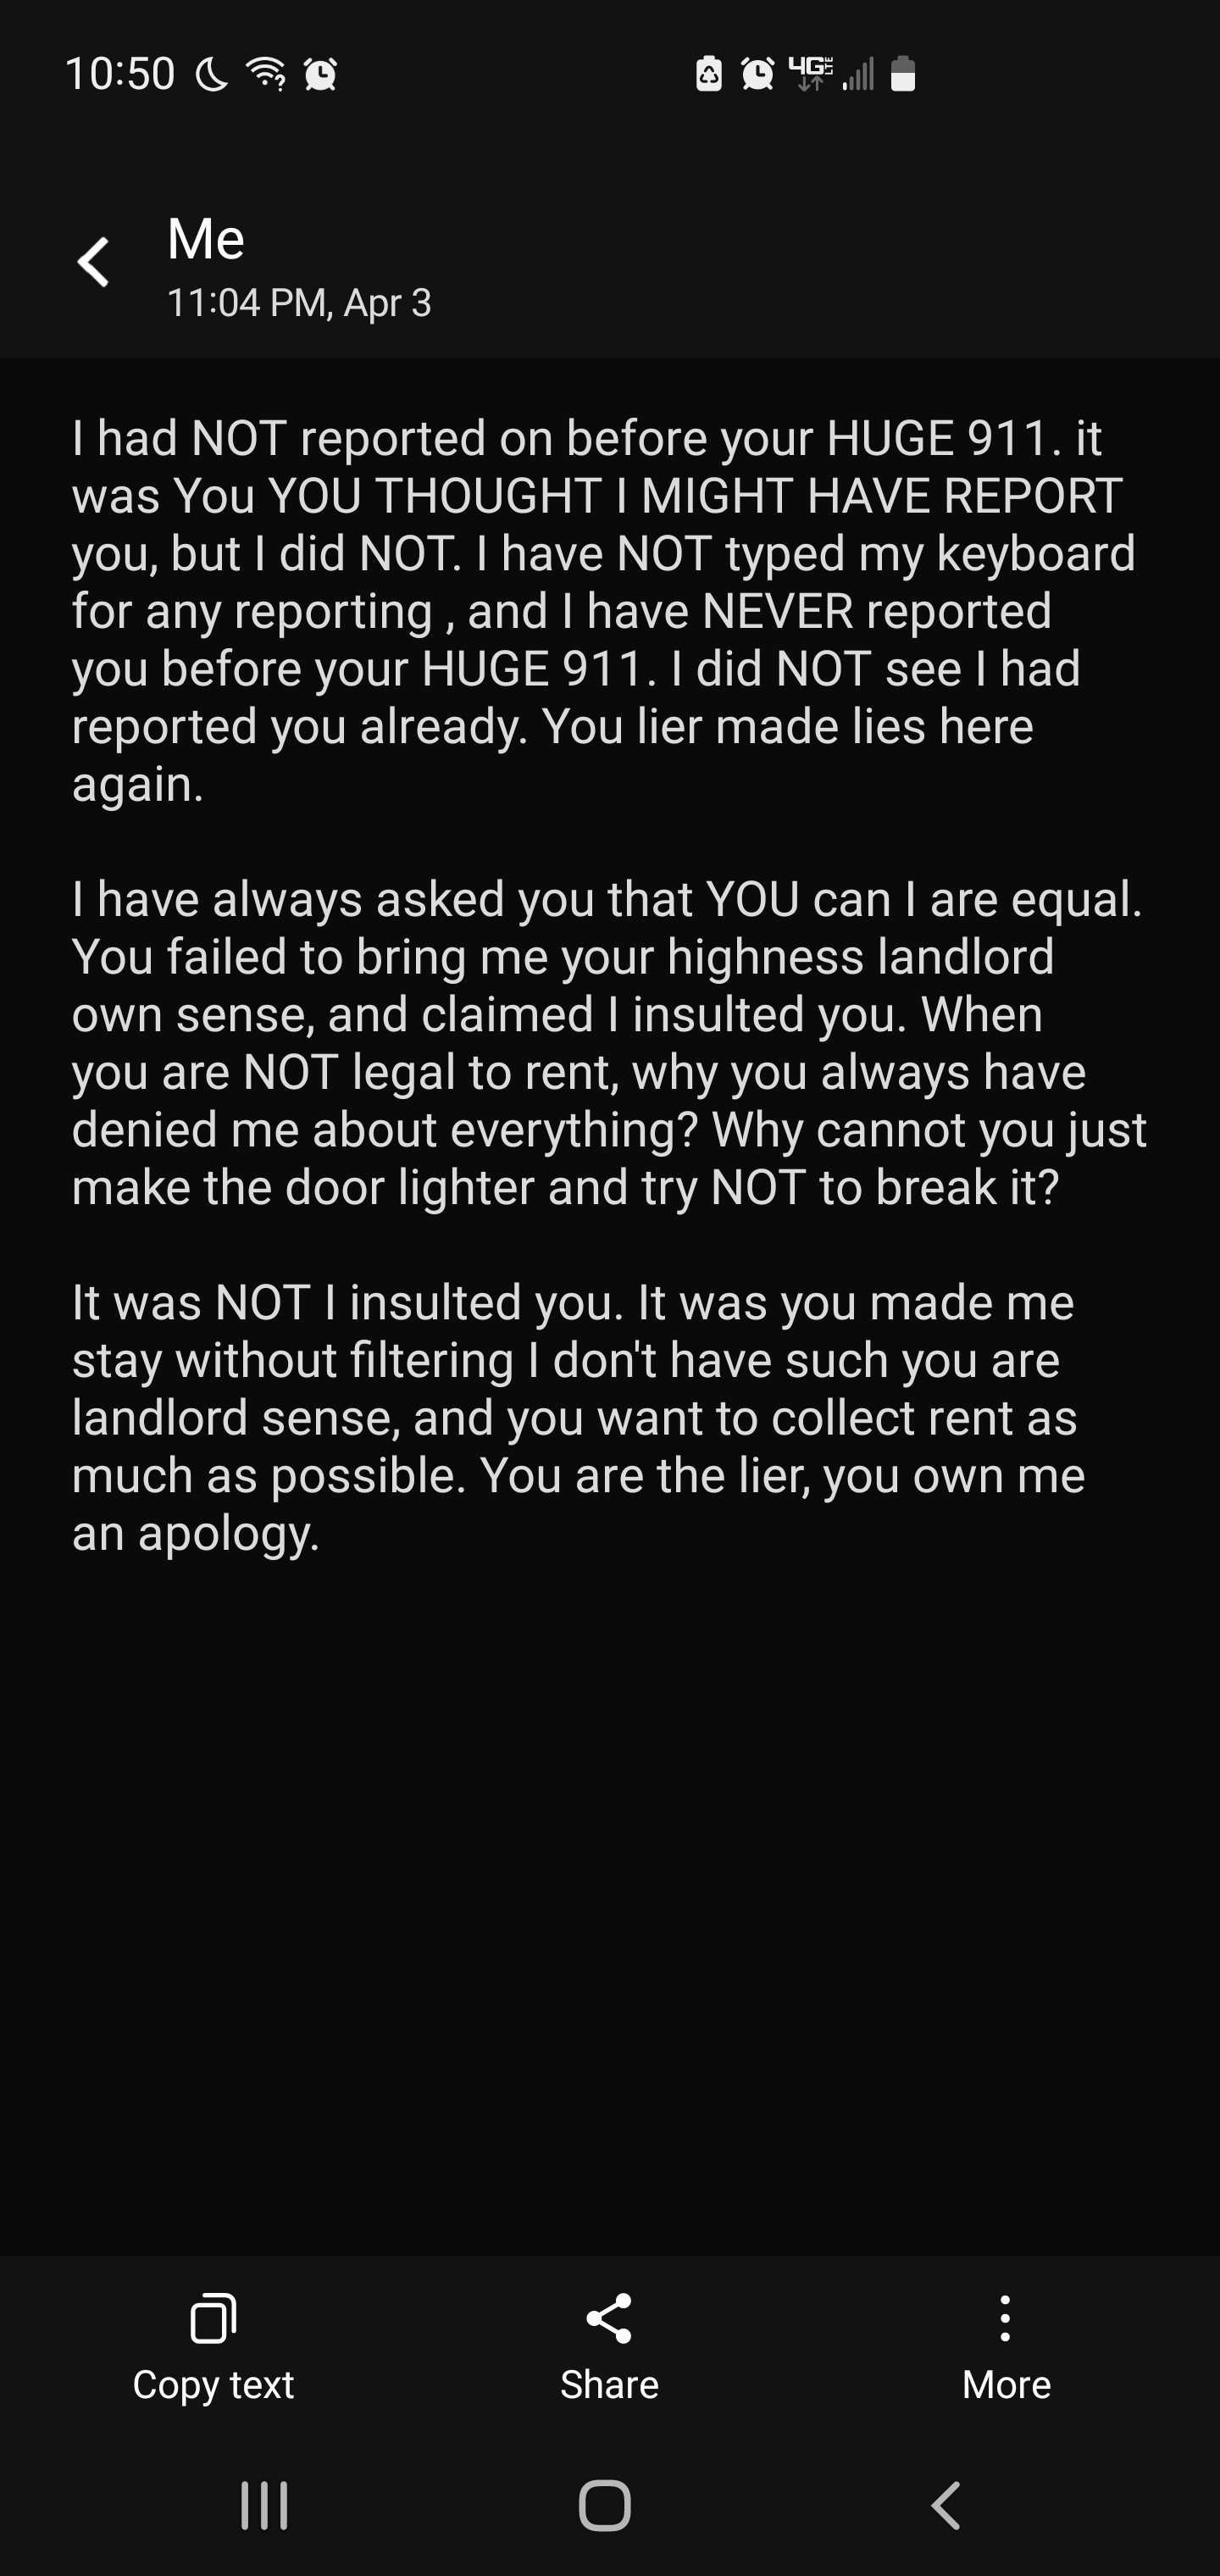 10:50
4G LTE
Me
11:04 PM, Apr 3
I had NOT reported on before your HUGE 911. it
was You YOU THOUGHT I MIGHT HAVE REPORT
you, but I did NOT. I have NOT typed my keyboard
for any reporting , and I have NEVER reported
you before your HUGE 911. I did NOT see I had
reported you already. You lier made lies here
again.
I have always asked you that YOU can I are equal.
You failed to bring me your highness landlord
own sense, and claimed I insulted you. When
you are NOT legal to rent, why you always have
denied me about everything? Why cannot you just
make the door lighter and try NOT to break it?
It was NOT I insulted you. It was you made me
stay without filtering I don't have such you are
landlord sense, and you want to collect rent as
much as possible. You are the lier, you own me
an apology.
Copy text
Share
More